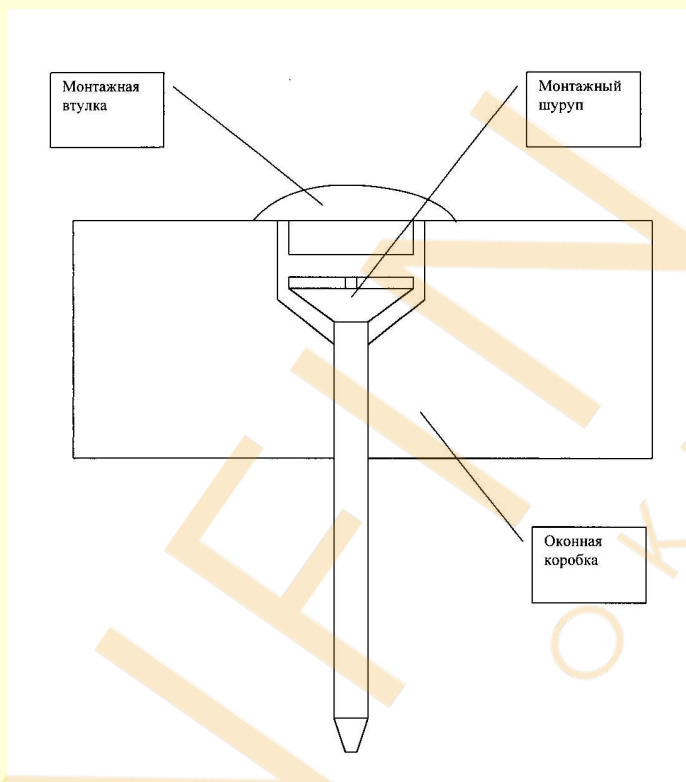 Монтажная
втулка
Монтажный
шуруп
Оконная
коробка